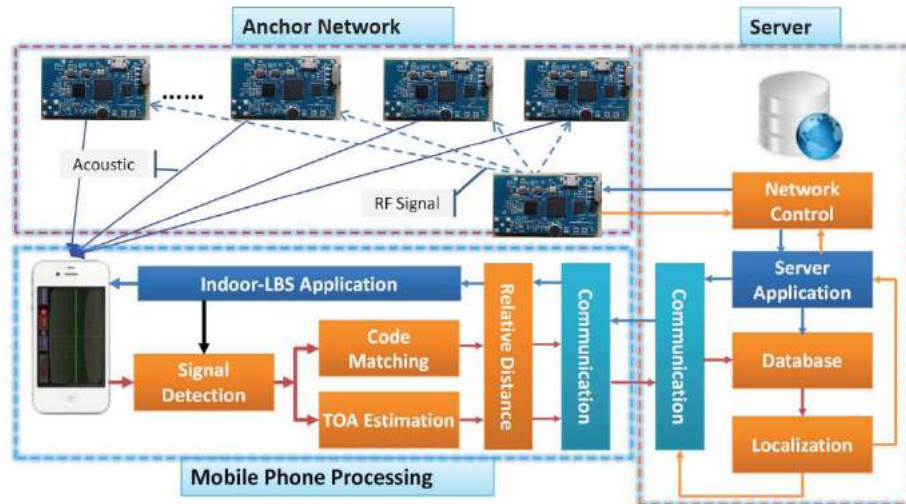 Anchor Network
Server
......
Acoustic
RF Signal
Network
Control
Indoor-LBS Application
Server
Application
Code
Matching
Signal
Detection
TOA Estimation
Relative Distance
Communication
Communication
Database
Localization
Mobile Phone Processing